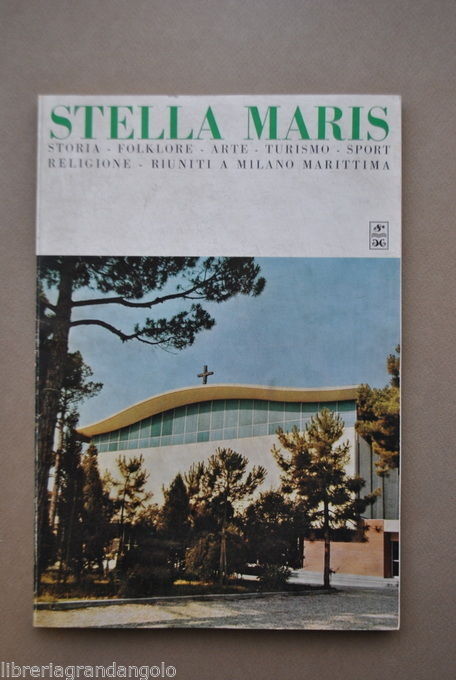 STELLA MARIS
STORIA - FOLKLORE - ARTE - TURISMO - SPORT
RELIGIONE - RIUNITI A MILANO MARITTIMA
libreriagrandangolo